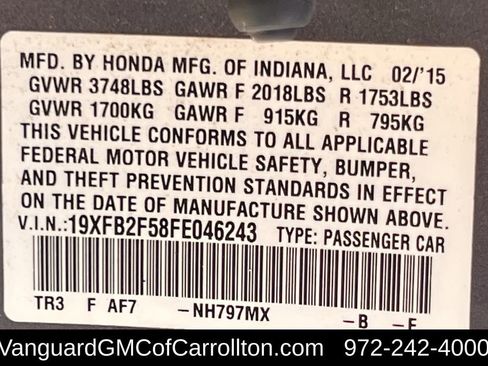 MFD. BY HONDA MFG. OF INDIANA, LLC 02/'15
GVWR 3748LBS GAWR F 2018LBS R 1753LBS
GVWR 1700KG GAWR F 915KG R 795KG
THIS VEHICLE CONFORMS TO ALL APPLICABLE
FEDERAL MOTOR VEHICLE SAFETY, BUMPER,
AND THEFT PREVENTION STANDARDS IN EFFECT
ON THE DATE OF MANUFACTURE SHOWN ABOVE.
V.I.N.:19XFB2F58FE046243 TYPE: PASSENGER CAR
TR3 F AF7 -NH797MX -B -E
VanguardGMCofCarrollton.com 972-242-4000